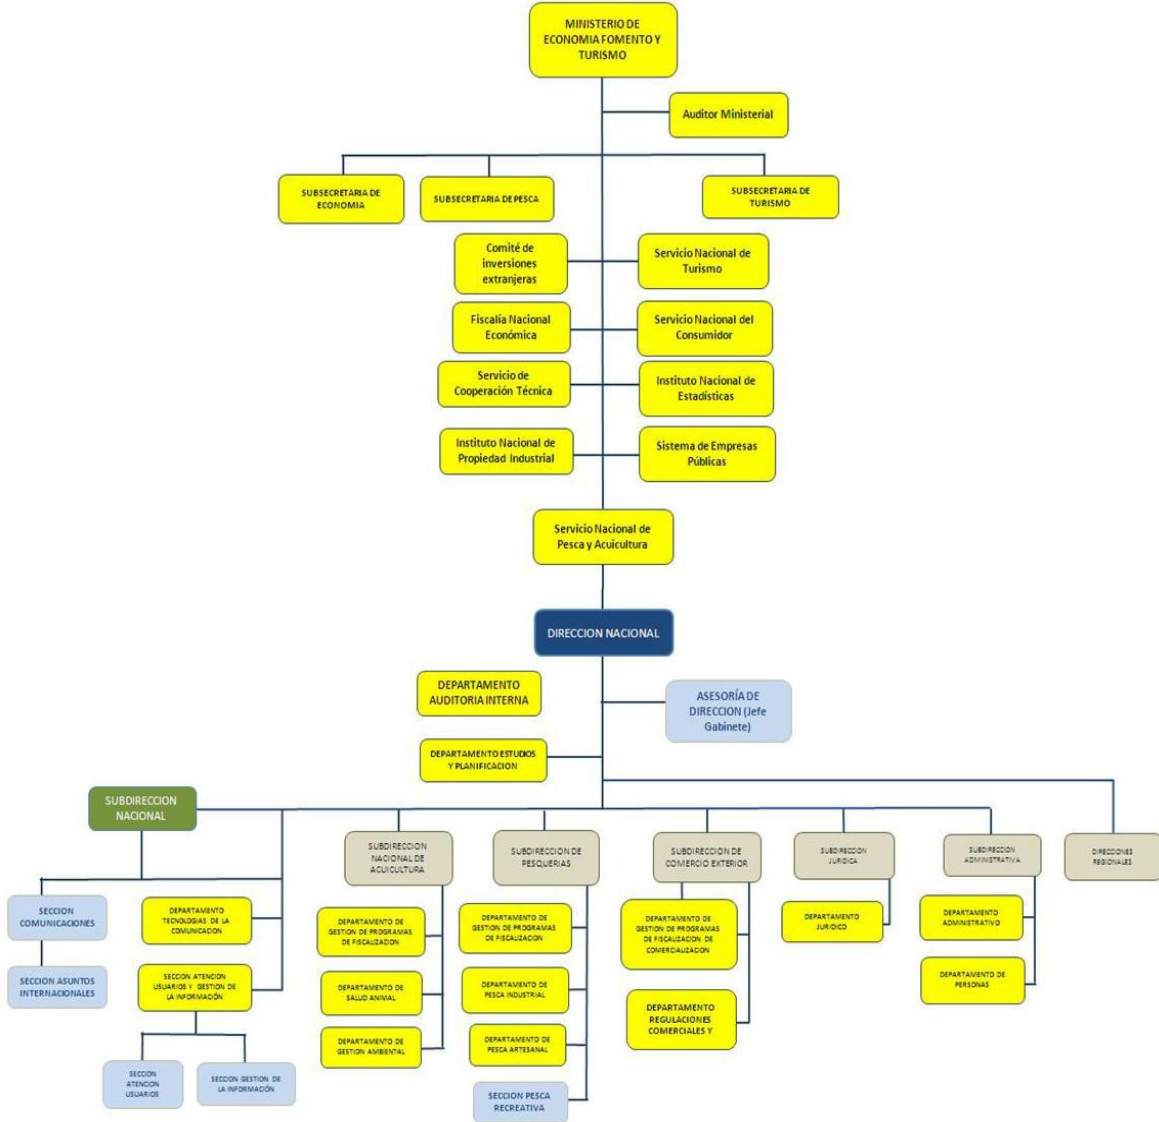 MINISTERIO DE
ECONOMIA FOMENTO Y
TURISMO
Auditor Ministerial
SUBSECRETARIA DE
ECONOMIA
SUBSECRETARIA DE PESCA
SUBSECRETARIA DE
TURISMO
Comité de
inversiones
extranjeras
Servicio Nacional de
Turismo
Fiscalía Nacional
Económica
Servicio Nacional del
Consumidor
Servicio de
Cooperación Técnica
Instituto Nacional de
Estadísticas
Instituto Nacional de
Propiedad Industrial
Sistema de Empresas
Públicas
Servicio Nacional de
Pesca y Acuicultura
DIRECCION NACIONAL
DEPARTAMENTO
AUDITORIA INTERNA
ASESORÍA DE
DIRECCION (Jefe
Gabinete)
DEPARTAMENTO ESTUDIOS
Y PLANIFICACION
SUBDIRECCION
NACIONAL
SUBDIRECCION
NACIONAL DE
ACUICULTURA
SUBDIRECCION DE
PESQUERIAS
SUBDIRECCION DE
COMERCIO EXTERIOR
SUBDIRECCION
JURIDICA
SUBDIRECCION
ADMINISTRATIVA
DIRECCIONES
REGIONALES
SECCION
COMUNICACIONES
DEPARTAMENTO
TECNOLOGIAS DE LA
COMUNICACION
DEPARTAMENTO DE
GESTION DE PROGRAMAS
DE FISCALIZACION
DEPARTAMENTO DE
GESTION DE PROGRAMAS
DE FISCALIZACION
DEPARTAMENTO DE
GESTION DE PROGRAMAS
DE FISCALIZACION DE
COMERCIALIZACION
DEPARTAMENTO
JURIDICO
DEPARTAMENTO
ADMINISTRATIVO
SECCION ASUNTOS
INTERNACIONALES
SECCION ATENCION
USUARIOS Y GESTION DE
LA INFORMACIÓN
DEPARTAMENTO DE
SALUD ANIMAL
DEPARTAMENTO DE
PESCA INDUSTRIAL
DEPARTAMENTO
REGULACIONES
COMERCIALES Y
DEPARTAMENTO DE
PERSONAS
DEPARTAMENTO DE
GESTION AMBIENTAL
DEPARTAMENTO DE
PESCA ARTESANAL
SECCION
ATENCION
USUARIOS
SECCION GESTION DE
LA INFORMACIÓN
SECCION PESCA
RECREATIVA